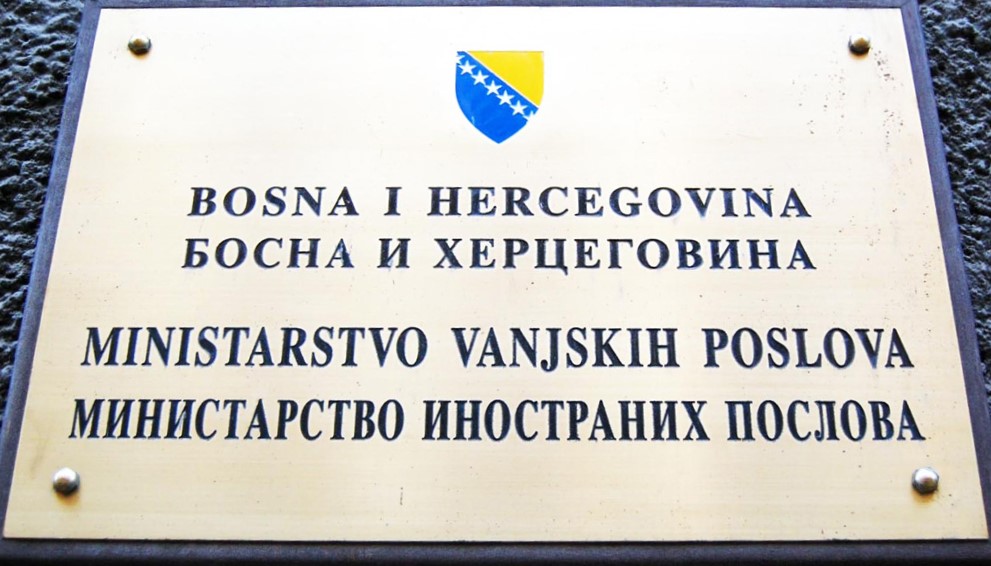 BOSNA I HERCEGOVINA
БОСНА И ХЕРЦЕГОВИНА
MINISTARSTVO VANJSKIH POSLOVA
МИНИСТАРСТВО ИНОСТРАНИХ ПОСЛОВА